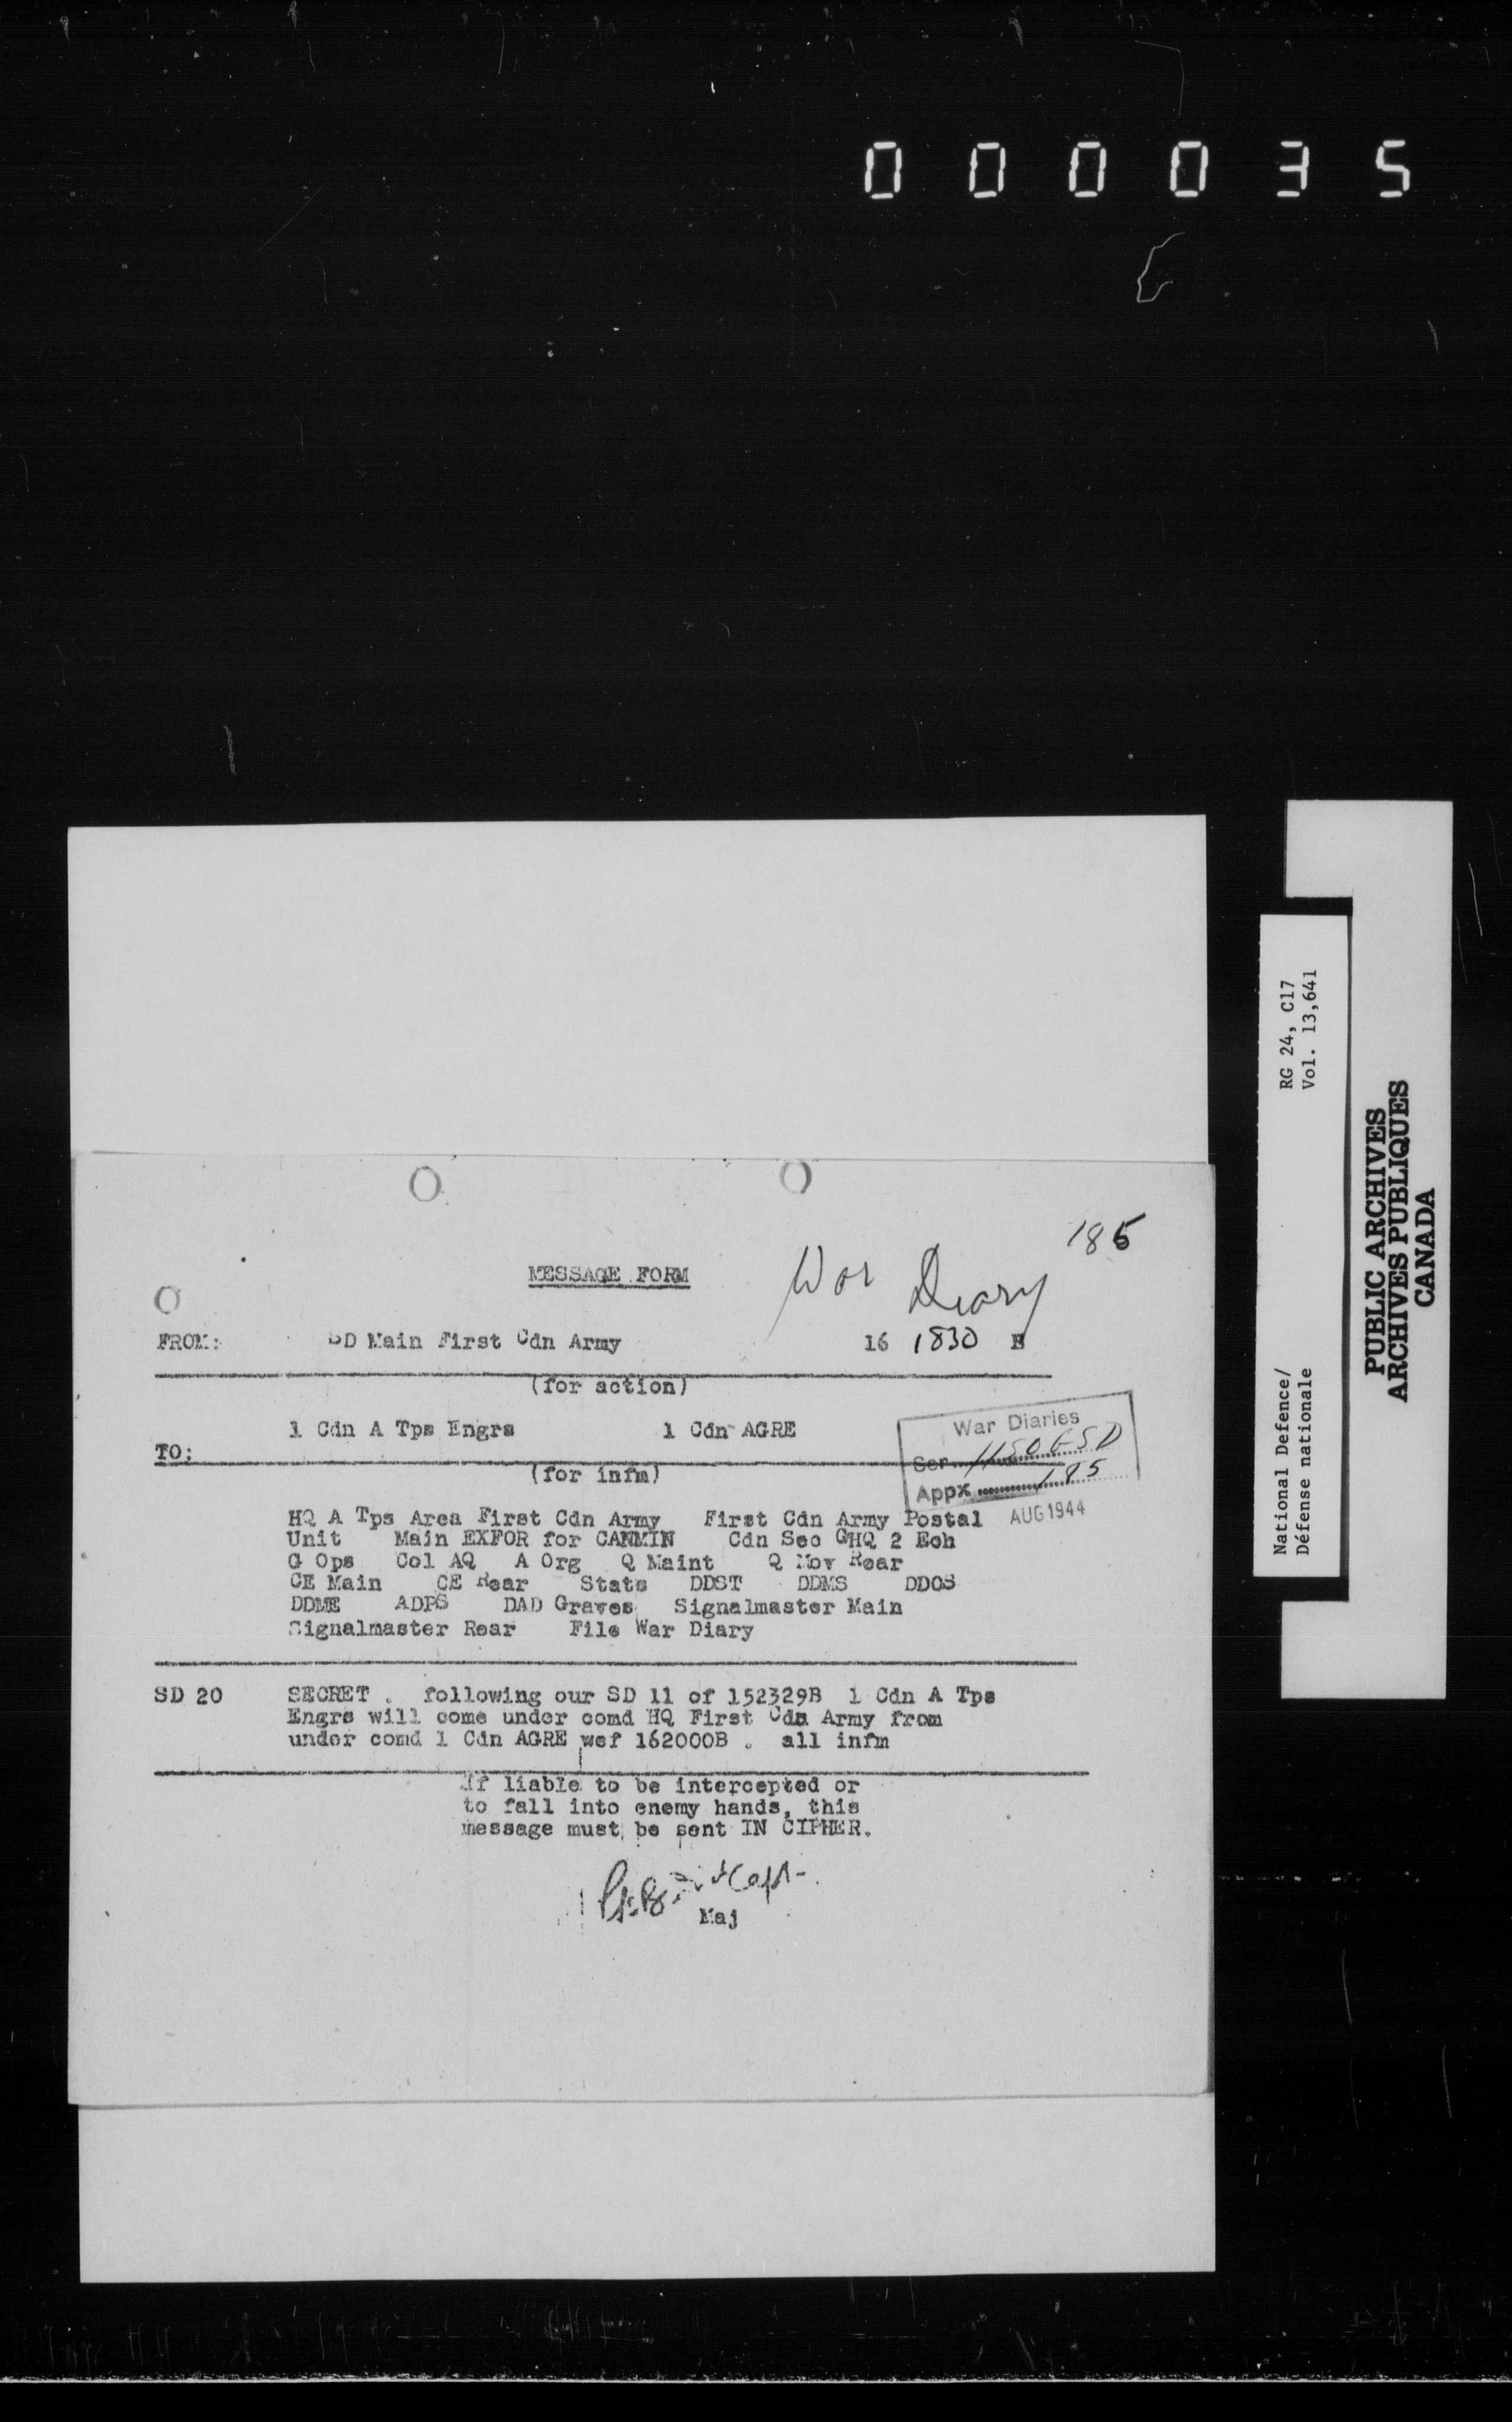 000035
185
War Diary
MESSAGE FORM
FROM: SD Main First Cdn Army 16 1830 B
(for action)
1 Cdn A Tps Engrs 1 Cdn AGRE
TO:
(for infm)
War Diaries
Ser 1150 GSD
Appx 185
AUG 1944
HQ A Tps Area First Cdn Army First Cdn Army Postal
Unit Main EXFOR for CANMIN Cdn Sec GHQ 2 Ech
G Ops Col AQ A Org Q Maint Q Mov Rear
CE Main CE Rear Stats DDST DDMS DDOS
DDME ADPS DAD Graves Signalmaster Main
Signalmaster Rear File War Diary
SD 20 SECRET . following our SD 11 of 152329B 1 Cdn A Tps
Engrs will come under comd HQ First Cdn Army from
under comd 1 Cdn AGRE wef 162000B . all infm
If liable to be intercepted or
to fall into enemy hands, this
message must be sent IN CIPHER.
Capt
Maj
RG 24, C17
Vol. 13,641
National Defence/
Défense nationale
PUBLIC ARCHIVES
ARCHIVES PUBLIQUES
CANADA